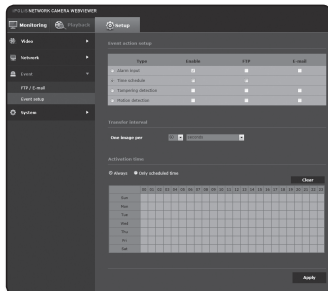 iPOLiS NETWORK CAMERA WEBVIEWER
Monitoring Playback Setup
Video
Network
Event
FTP / E-mail
Event setup
System
Event action setup
Type Enable FTP E-mail
Alarm input
Time schedule
Tampering detection
Motion detection
Transfer interval
One image per
Activation time
Always Only scheduled time
Clear
00 01 02 03 04 05 06 07 08 09 10 11 12 13 14 15 16 17 18 19 20 21 22 23
Sun
Mon
Tue
Wed
Thu
Fri
Sat
Apply